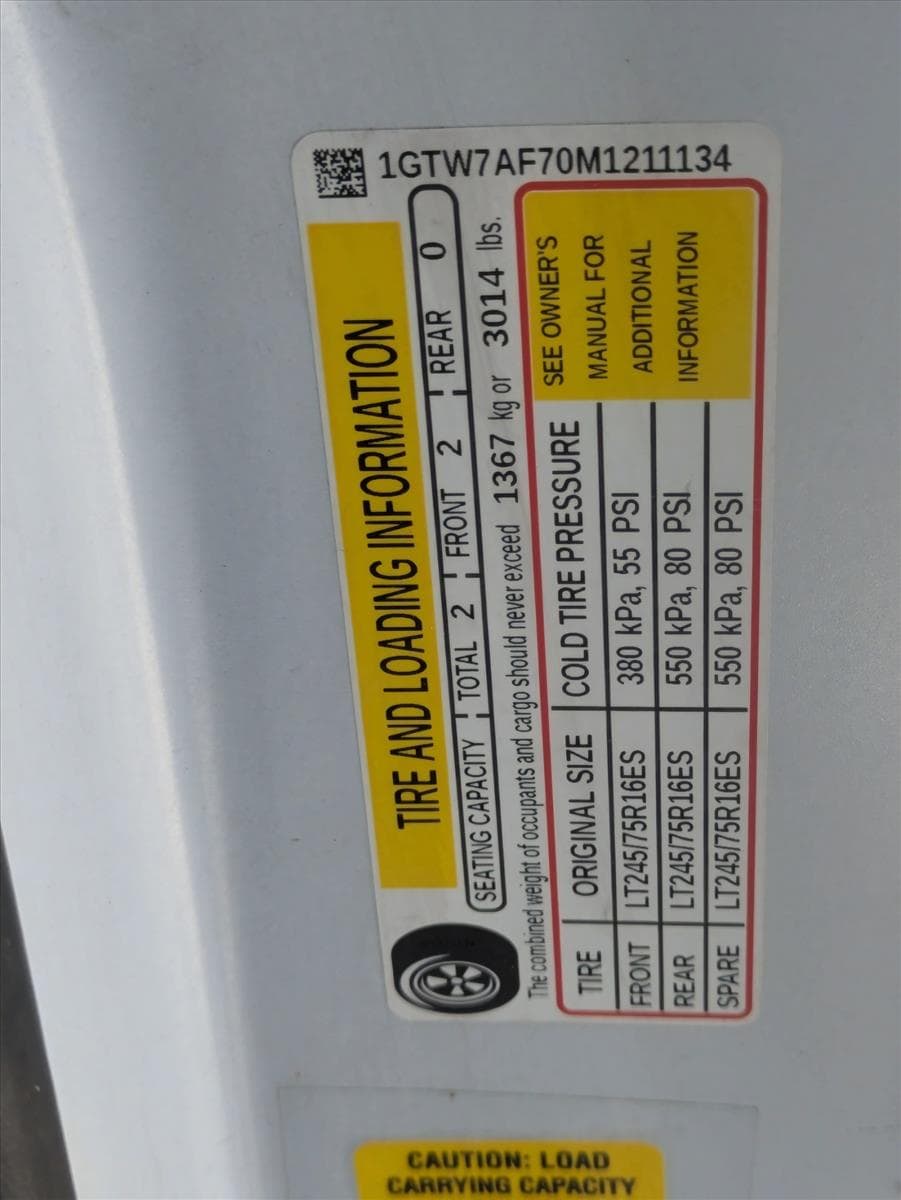 1GTW7AF70M1211134
TIRE AND LOADING INFORMATION
SEATING CAPACITY TOTAL 2 FRONT 2 REAR 0
The combined weight of occupants and cargo should never exceed 1367 kg or 3014 lbs.
TIRE ORIGINAL SIZE COLD TIRE PRESSURE
FRONT LT245/75R16ES 380 kPa, 55 PSI
REAR LT245/75R16ES 550 kPa, 80 PSI
SPARE LT245/75R16ES 550 kPa, 80 PSI
SEE OWNER'S
MANUAL FOR
ADDITIONAL
INFORMATION
CAUTION: LOAD
CARRYING CAPACITY